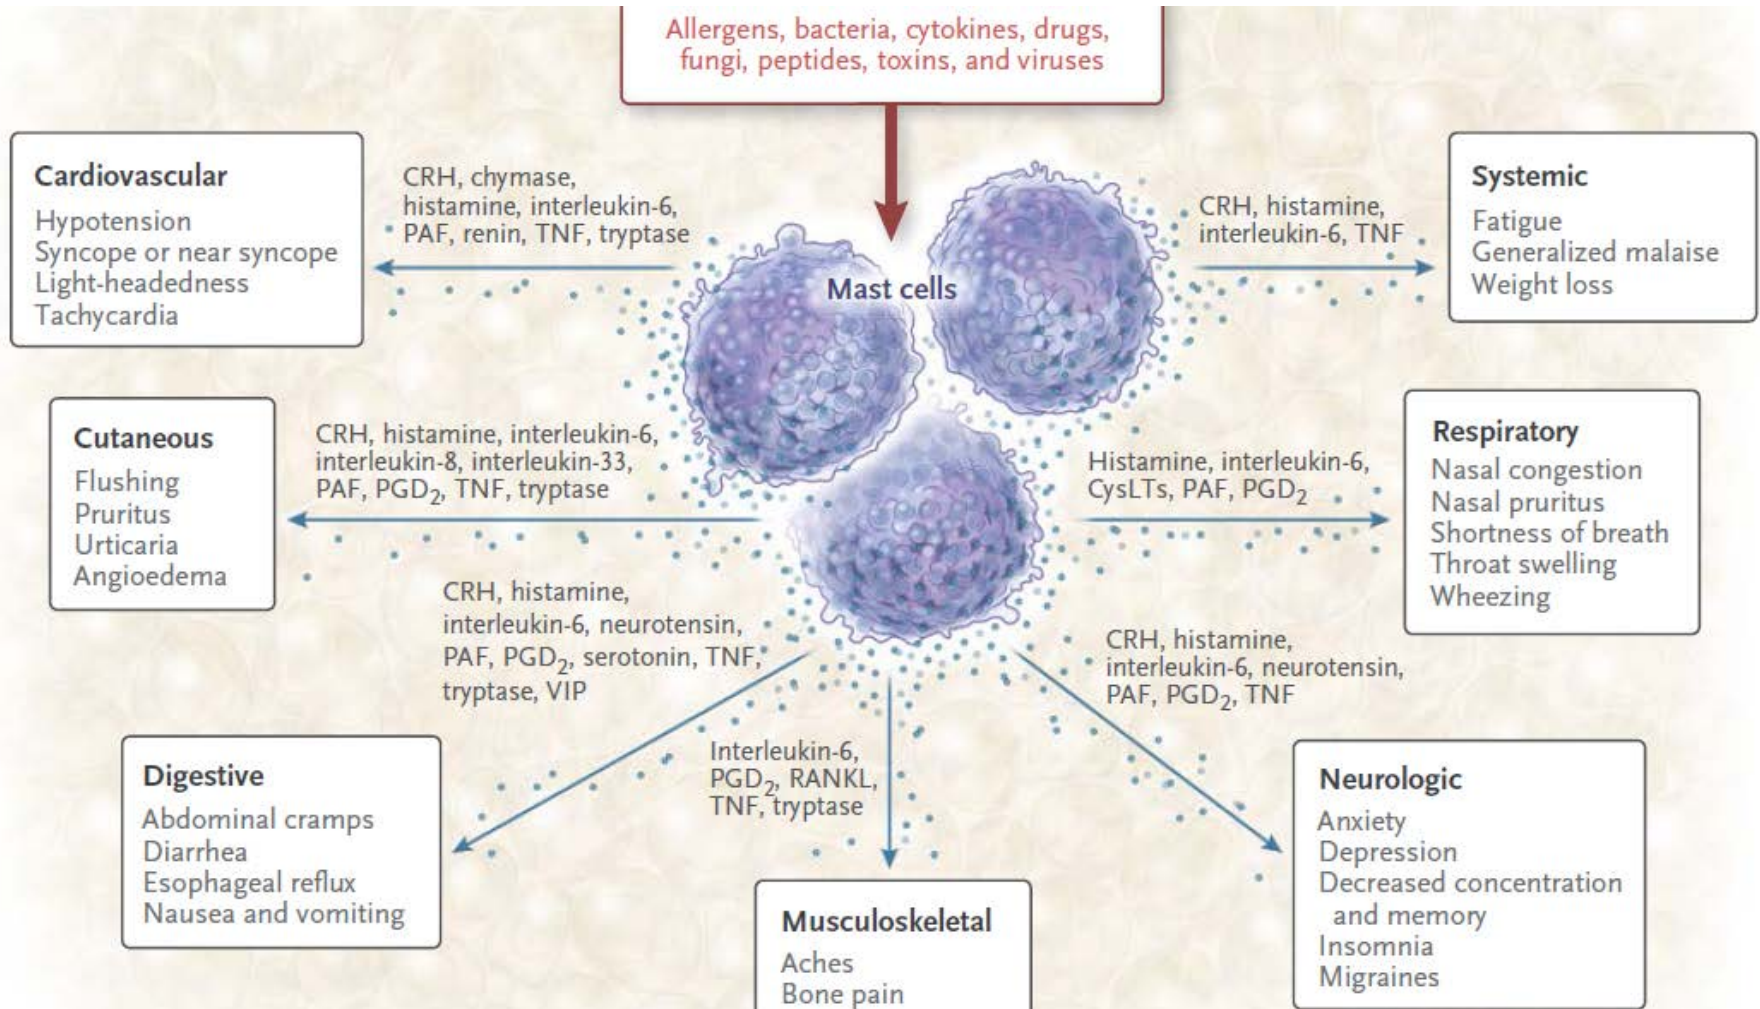 Allergens, bacteria, cytokines, drugs,
fungi, peptides, toxins, and viruses
Cardiovascular
Hypotension
Syncope or near syncope
Light-headedness
Tachycardia
CRH, chymase,
histamine, interleukin-6,
PAF, renin, TNF, tryptase
Mast cells
CRH, histamine,
interleukin-6, TNF
Systemic
Fatigue
Generalized malaise
Weight loss
Cutaneous
Flushing
Pruritus
Urticaria
Angioedema
CRH, histamine, interleukin-6,
interleukin-8, interleukin-33,
PAF, PGD₂, TNF, tryptase
Histamine, interleukin-6,
CysLTs, PAF, PGD₂
Respiratory
Nasal congestion
Nasal pruritus
Shortness of breath
Throat swelling
Wheezing
CRH, histamine,
interleukin-6, neurotensin,
PAF, PGD₂, serotonin, TNF,
tryptase, VIP
CRH, histamine,
interleukin-6, neurotensin,
PAF, PGD₂, TNF
Digestive
Abdominal cramps
Diarrhea
Esophageal reflux
Nausea and vomiting
Interleukin-6,
PGD₂, RANKL,
TNF, tryptase
Musculoskeletal
Aches
Bone pain
Neurologic
Anxiety
Depression
Decreased concentration
and memory
Insomnia
Migraines